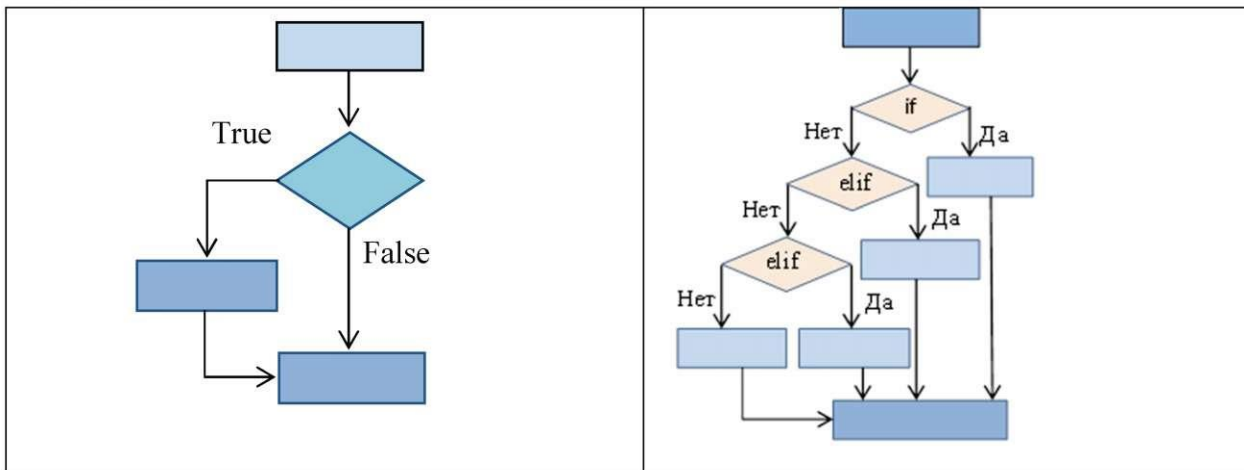 True
False
if
Нет
Да
elif
Нет
Да
elif
Нет
Да